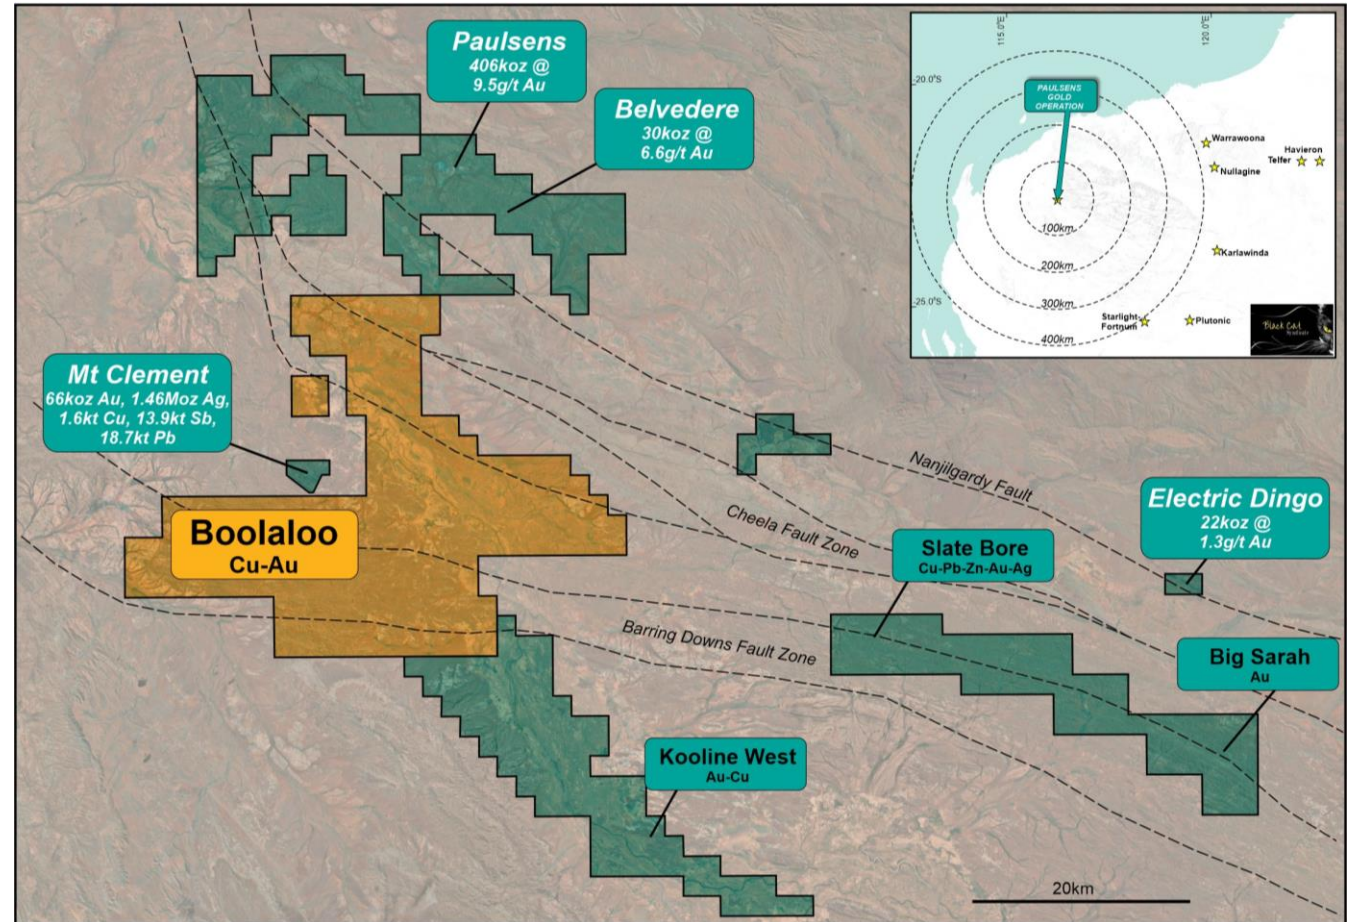 Paulsens
406koz @
9.5g/t Au
Belvedere
30koz @
6.6g/t Au
115.0°E
120.0°E
-20.0°S
-25.0°S
PAULSENS
GOLD
OPERATION
Warrawoona
Havieron
Telfer
Nullagine
100km
200km
Karlawinda
300km
Starlight-
Fortnum
Plutonic
400km
Black Cat
Mt Clement
66koz Au, 1.46Moz Ag,
1.6kt Cu, 13.9kt Sb,
18.7kt Pb
Nanjilgardy Fault
Electric Dingo
22koz @
1.3g/t Au
Boolaloo
Cu-Au
Cheela Fault Zone
Slate Bore
Cu-Pb-Zn-Au-Ag
Barring Downs Fault Zone
Big Sarah
Au
Kooline West
Au-Cu
20km